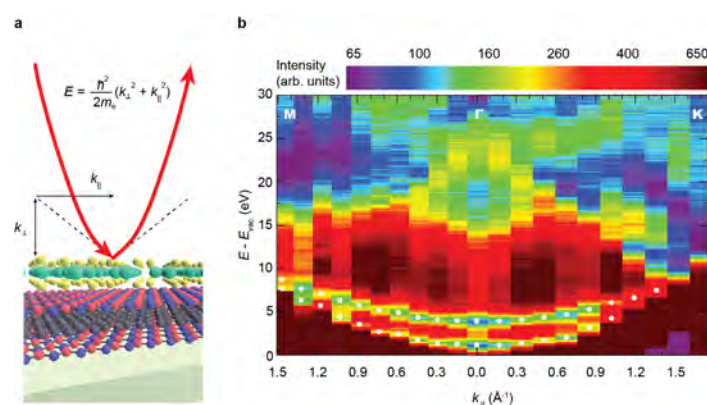 a
E = ħ²/2mₑ (k⊥² + k∥²)
k∥
k⊥
b
Intensity
(arb. units)
65 100 160 260 400 650
M Γ K
30
25
20
15
10
5
0
E - Evac (eV)
1.5 1.2 0.9 0.6 0.3 0.0 0.3 0.6 0.9 1.2 1.5
k∥ (Å⁻¹)